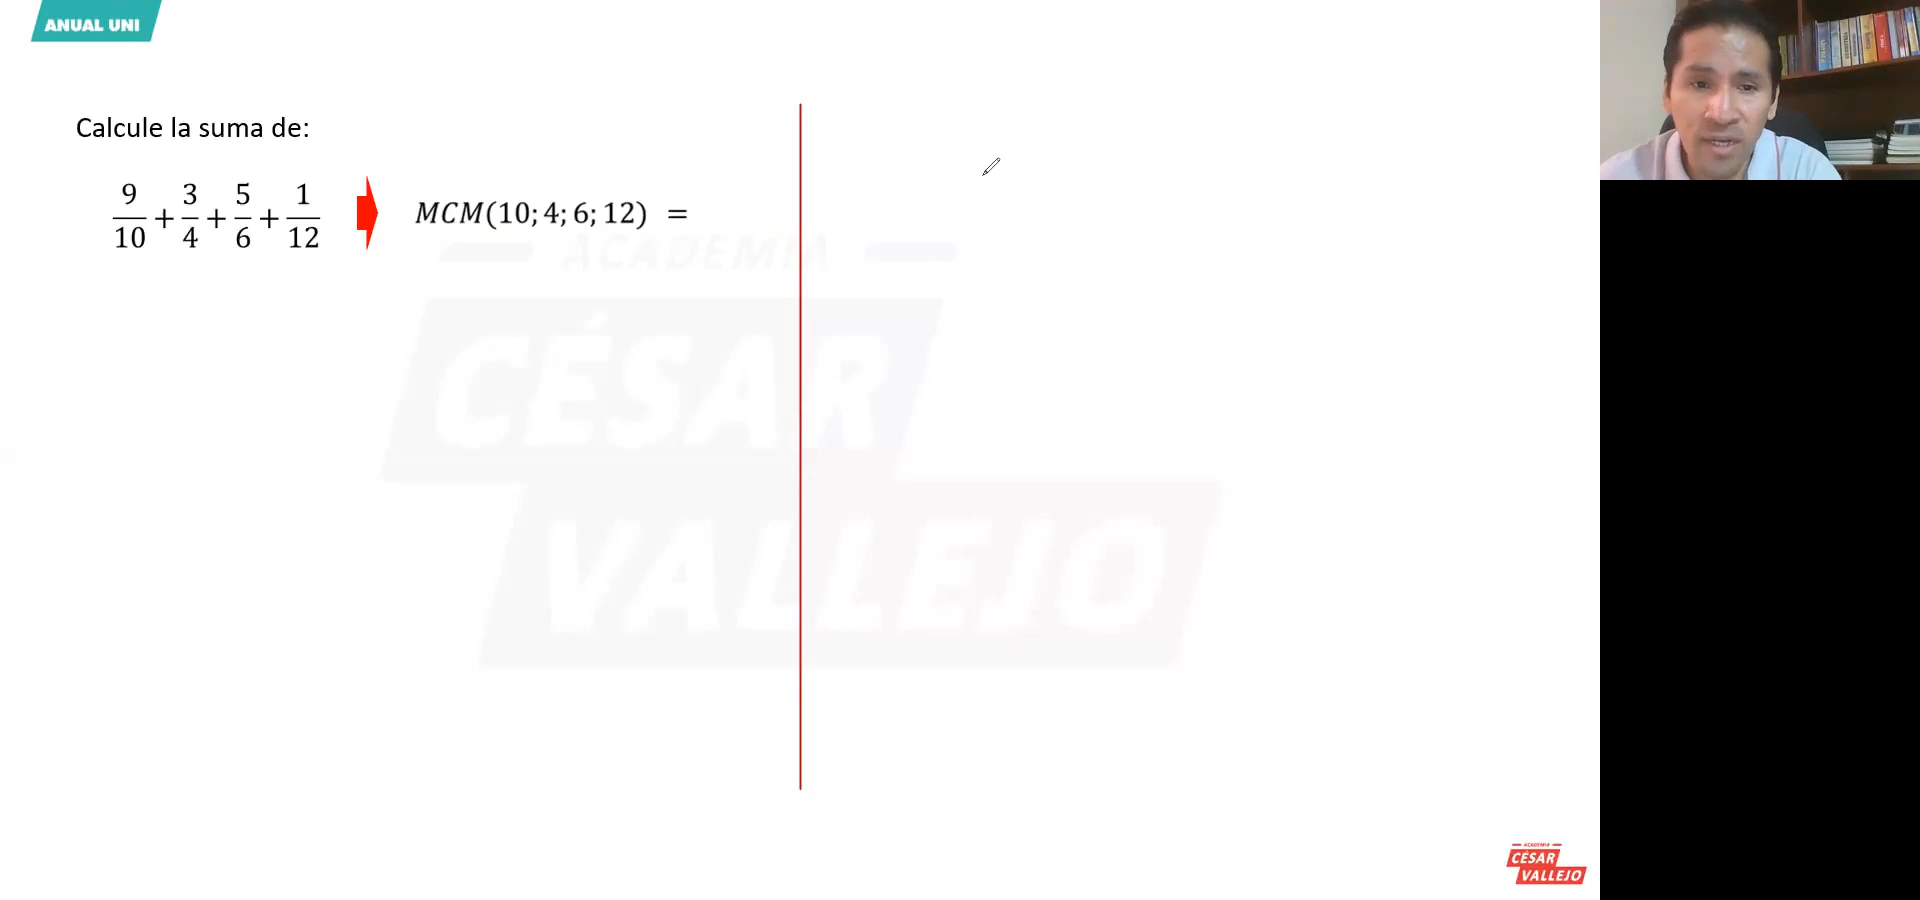 ANUAL UNI
Calcule la suma de:
9/10 + 3/4 + 5/6 + 1/12
MCM(10; 4; 6; 12) =
ACADEMIA
CÉSAR
VALLEJO
ACADEMIA
CÉSAR
VALLEJO